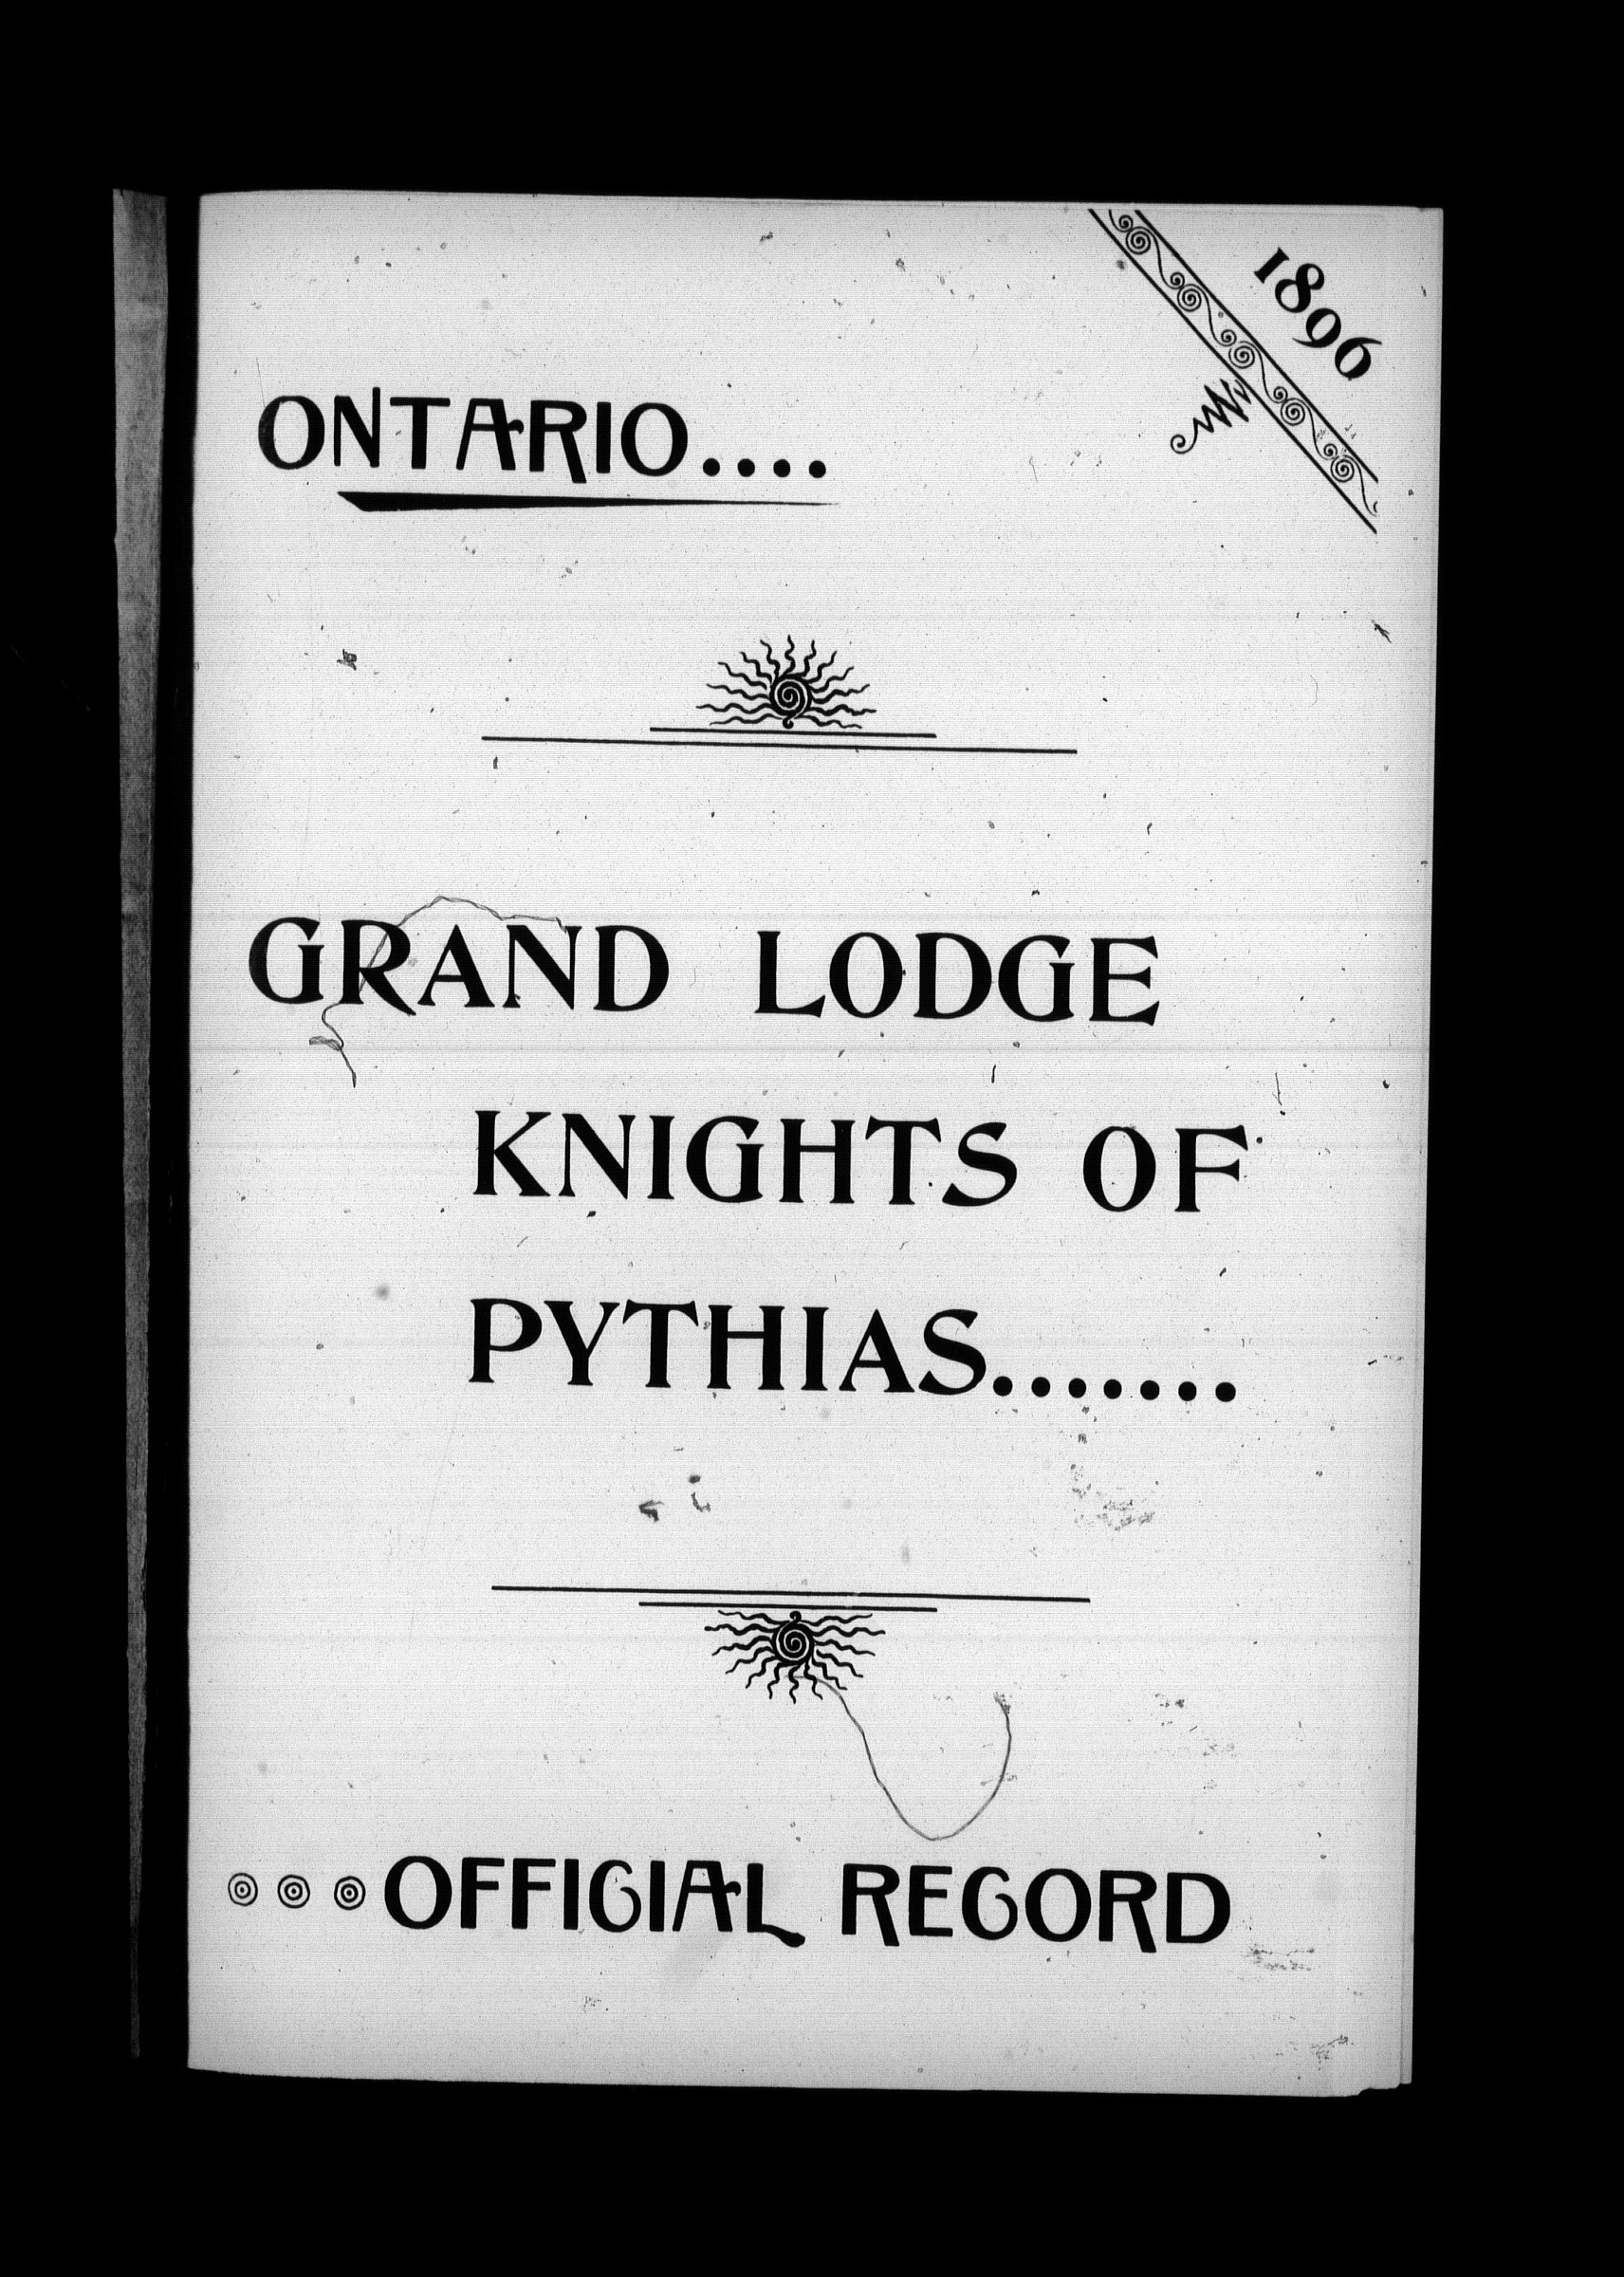 1896
ONTARIO....
GRAND LODGE
KNIGHTS OF
PYTHIAS.......
OFFICIAL RECORD